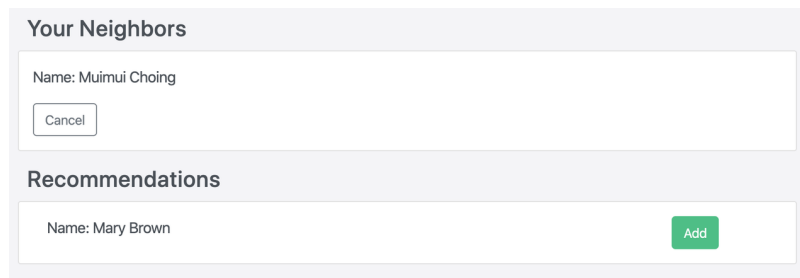 Your Neighbors
Name: Muimui Choing
Cancel
Recommendations
Name: Mary Brown
Add